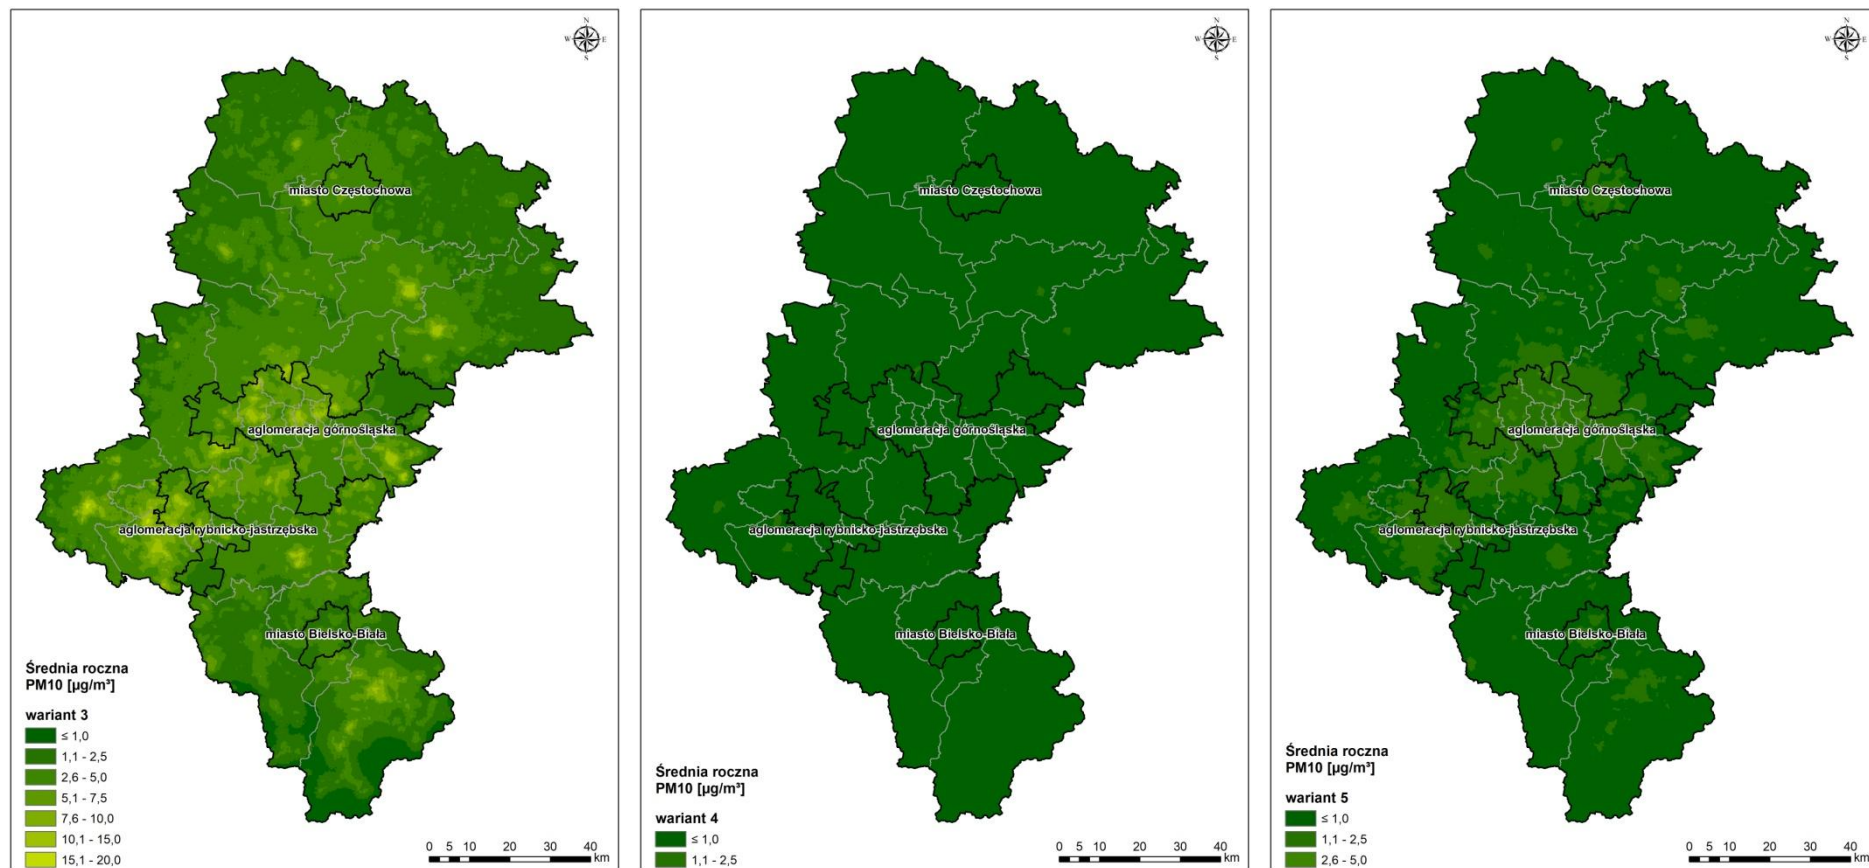 N
W E
S
miasto Częstochowa
aglomeracja górnośląska
aglomeracja rybnicko-jastrzębska
miasto Bielsko-Biała
Średnia roczna
PM10 [µg/m³]
wariant 3
≤ 1,0
1,1 - 2,5
2,6 - 5,0
5,1 - 7,5
7,6 - 10,0
10,1 - 15,0
15,1 - 20,0
0 5 10 20 30 40
km
N
W E
S
miasto Częstochowa
aglomeracja górnośląska
aglomeracja rybnicko-jastrzębska
miasto Bielsko-Biała
Średnia roczna
PM10 [µg/m³]
wariant 4
≤ 1,0
1,1 - 2,5
0 5 10 20 30 40
km
N
W E
S
miasto Częstochowa
aglomeracja górnośląska
aglomeracja rybnicko-jastrzębska
miasto Bielsko-Biała
Średnia roczna
PM10 [µg/m³]
wariant 5
≤ 1,0
1,1 - 2,5
2,6 - 5,0
0 5 10 20 30 40
km